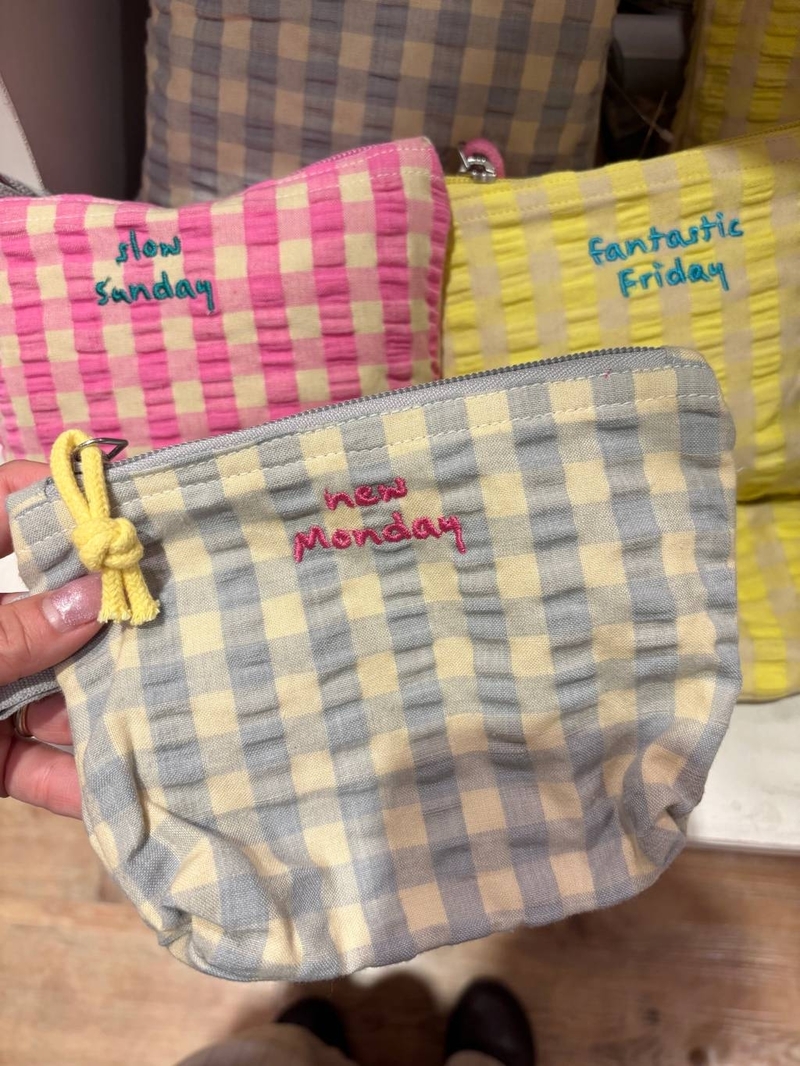 slow
Sunday
fantastic
Friday
new
Monday